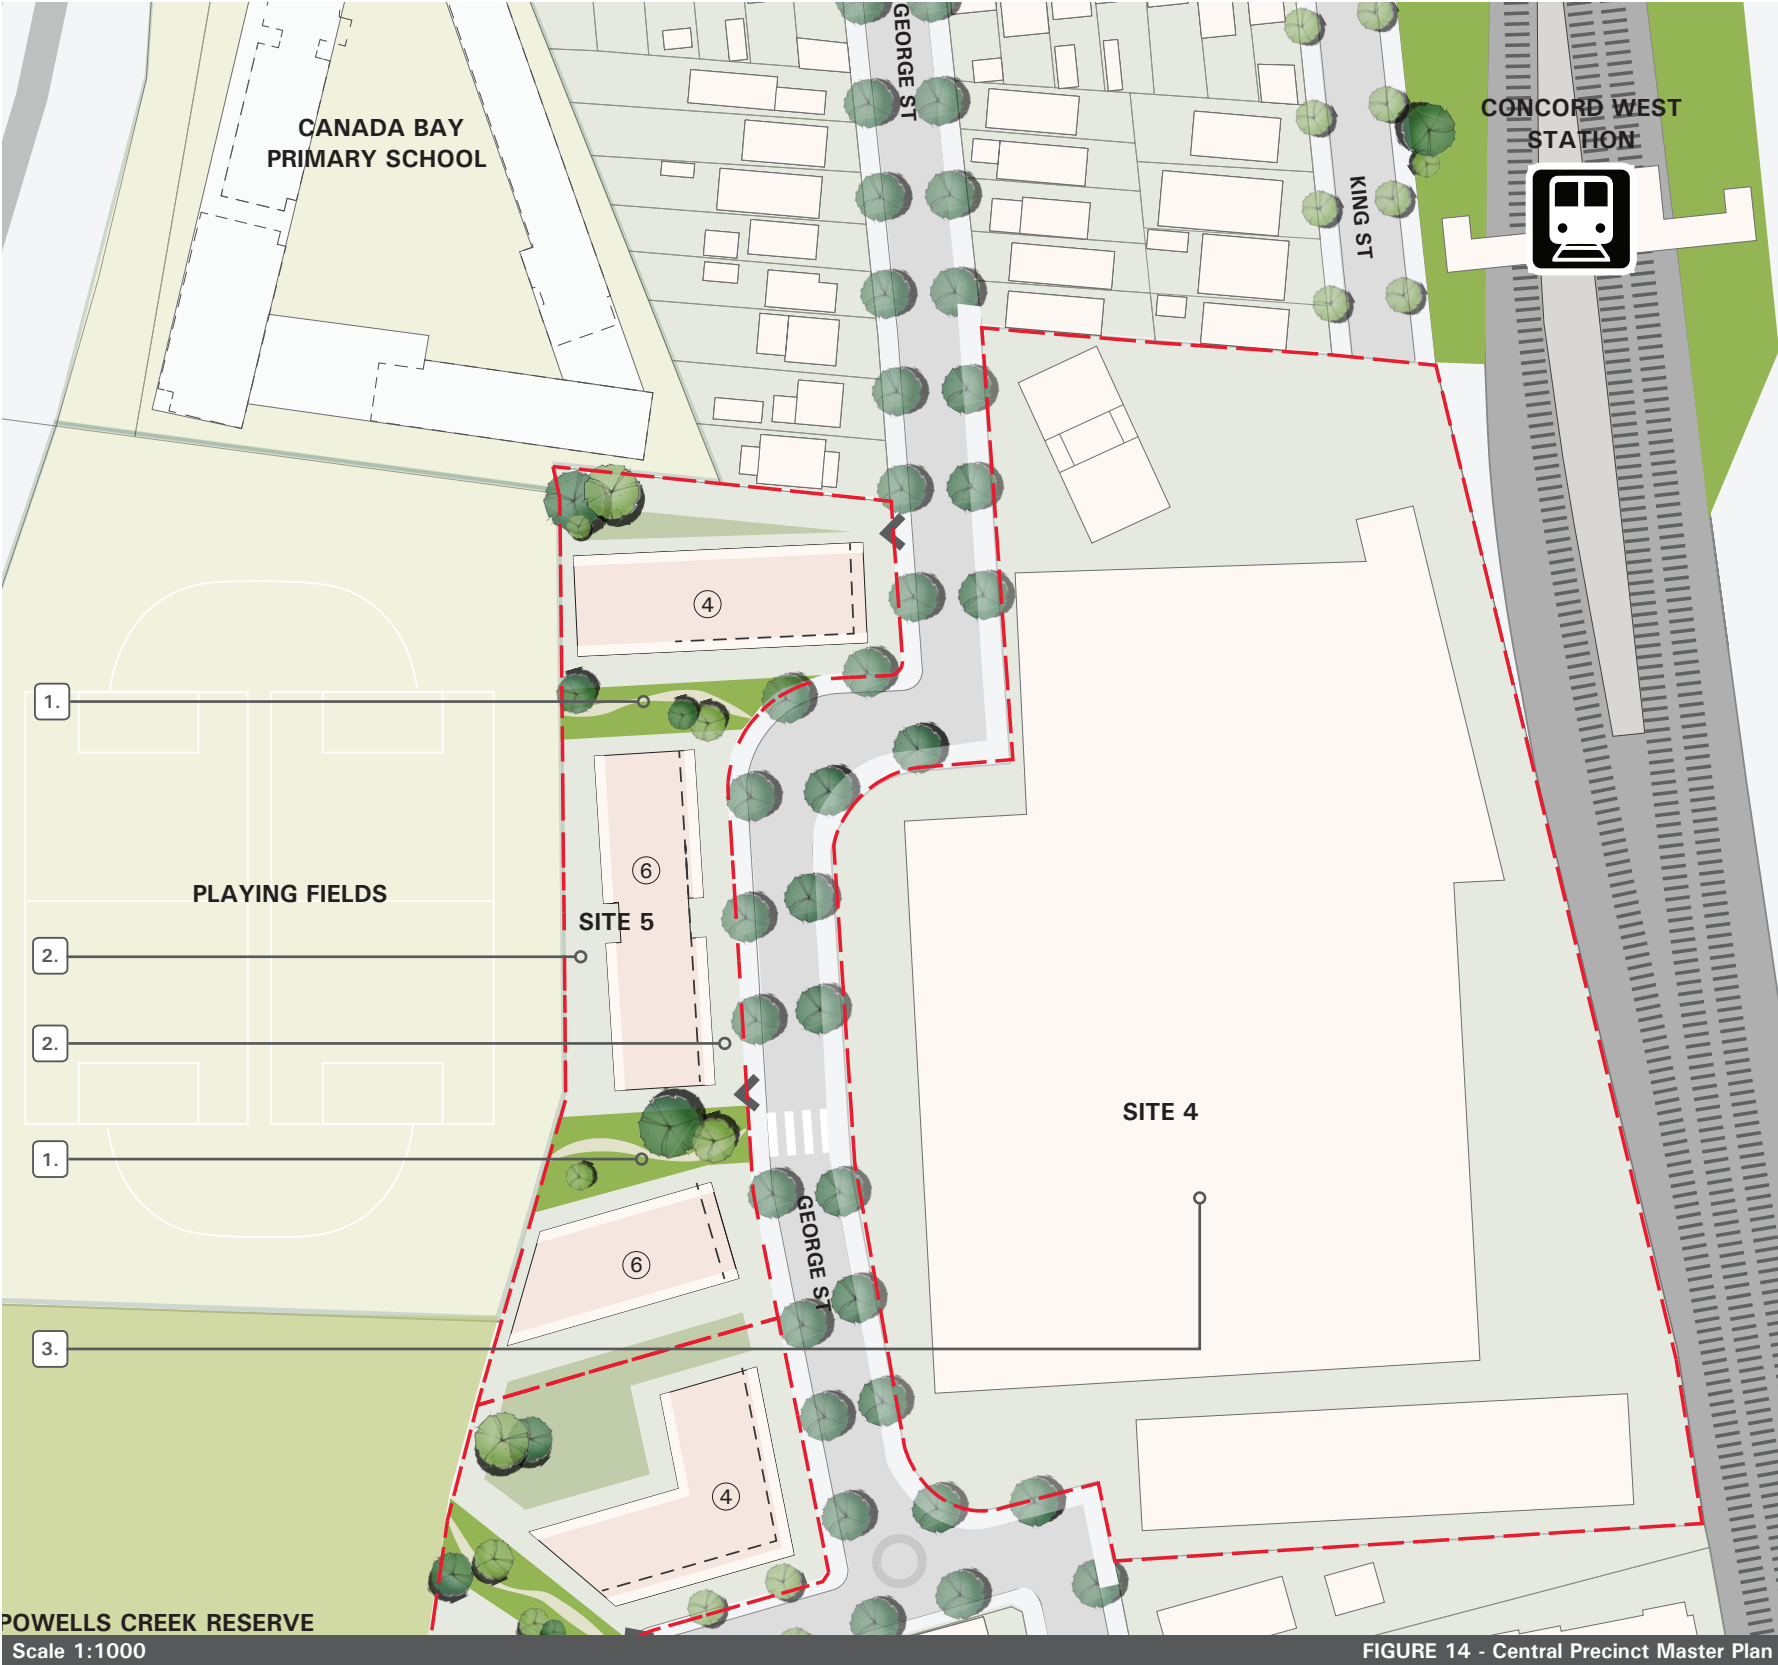 GEORGE ST
CONCORD WEST
STATION
CANADA BAY
PRIMARY SCHOOL
KING ST
4
1.
6
PLAYING FIELDS
SITE 5
2.
2.
SITE 4
1.
GEORGE ST
6
3.
4
POWELLS CREEK RESERVE
Scale 1:1000
FIGURE 14 - Central Precinct Master Plan